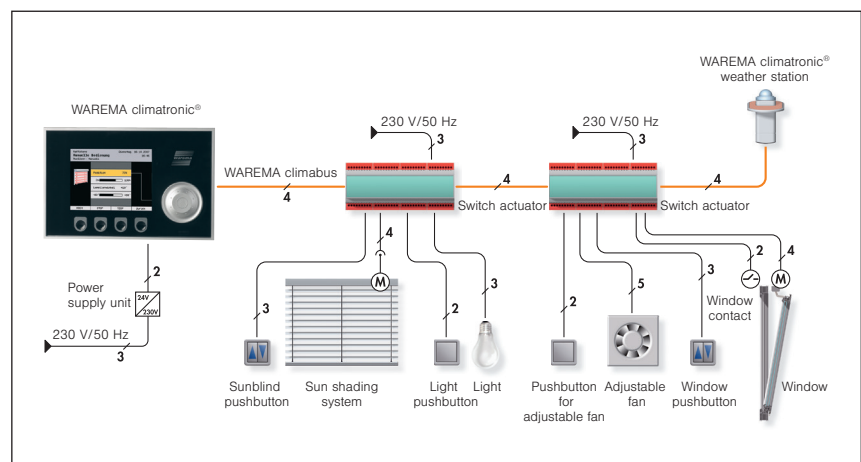 WAREMA climatronic®
weather station
WAREMA climatronic®
230 V/50 Hz
3
230 V/50 Hz
3
WAREMA climabus
4
4
Switch actuator
4
Switch actuator
2
Power
supply unit
24V
230V
230 V/50 Hz
3
3
4
M
2
3
2
5
3
2
4
M
Window
contact
Sunblind
pushbutton
Sun shading
system
Light
pushbutton
Light
Pushbutton
for
adjustable fan
Adjustable
fan
Window
pushbutton
Window